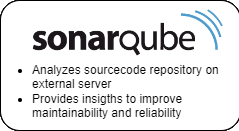 sonarqube
• Analyzes sourcecode repository on
external server
• Provides insigths to improve
maintainability and reliability